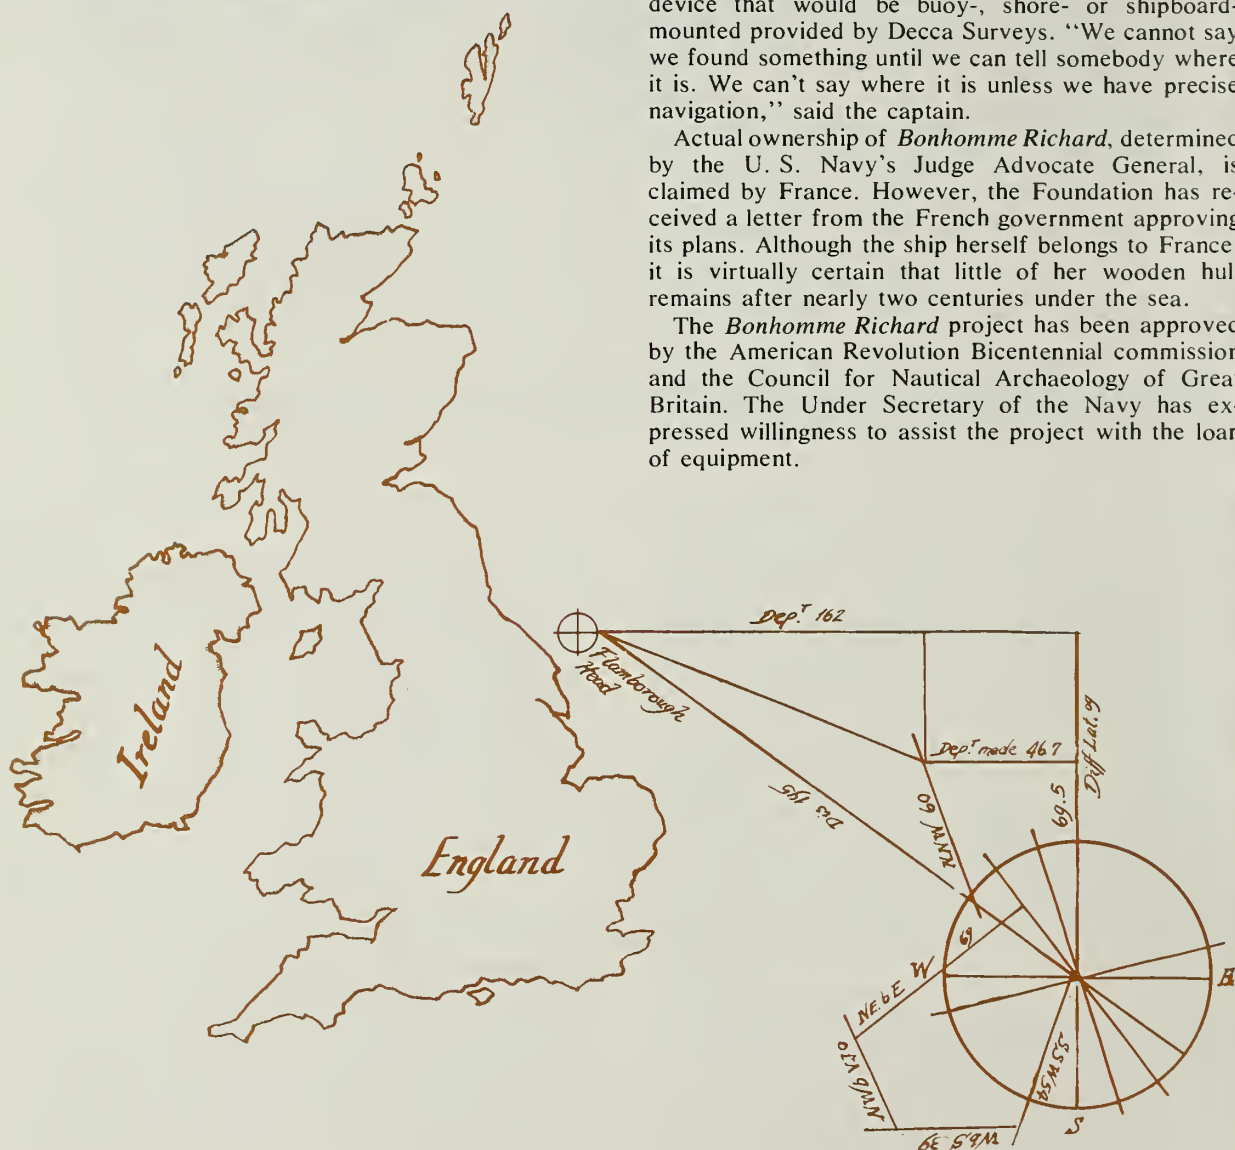 device that would be buoy-, shore- or shipboard-
mounted provided by Decca Surveys. “We cannot say
we found something until we can tell somebody where
it is. We can't say where it is unless we have precise
navigation,” said the captain.
Actual ownership of Bonhomme Richard, determined
by the U. S. Navy's Judge Advocate General, is
claimed by France. However, the Foundation has re-
ceived a letter from the French government approving
its plans. Although the ship herself belongs to France
it is virtually certain that little of her wooden hul
remains after nearly two centuries under the sea.
The Bonhomme Richard project has been approved
by the American Revolution Bicentennial commission
and the Council for Nautical Archaeology of Grea
Britain. The Under Secretary of the Navy has ex-
pressed willingness to assist the project with the loan
of equipment.
Dep.r 162
Flamborough
Head
Ireland
Dep.r made 467
Diff Lat. 09
69.5
Dis 195
NNW 60
England
69
W
NE. bE
SSW 59
S
W6S 39